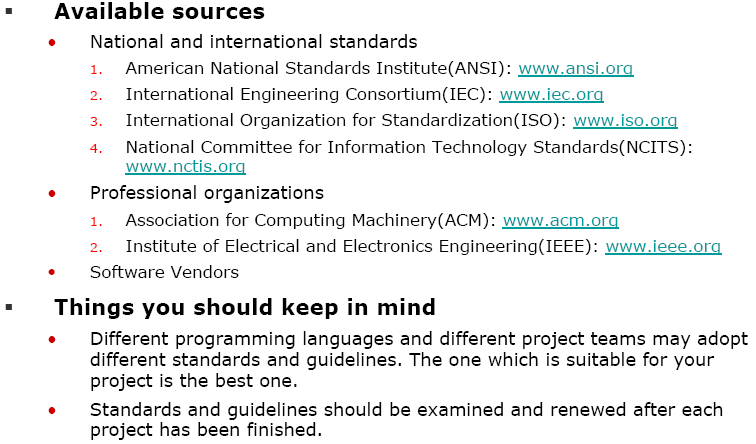 Available sources
National and international standards
1. American National Standards Institute(ANSI): www.ansi.org
2. International Engineering Consortium(IEC): www.iec.org
3. International Organization for Standardization(ISO): www.iso.org
4. National Committee for Information Technology Standards(NCITS):
www.nctis.org
Professional organizations
1. Association for Computing Machinery(ACM): www.acm.org
2. Institute of Electrical and Electronics Engineering(IEEE): www.ieee.org
Software Vendors
Things you should keep in mind
Different programming languages and different project teams may adopt
different standards and guidelines. The one which is suitable for your
project is the best one.
Standards and guidelines should be examined and renewed after each
project has been finished.